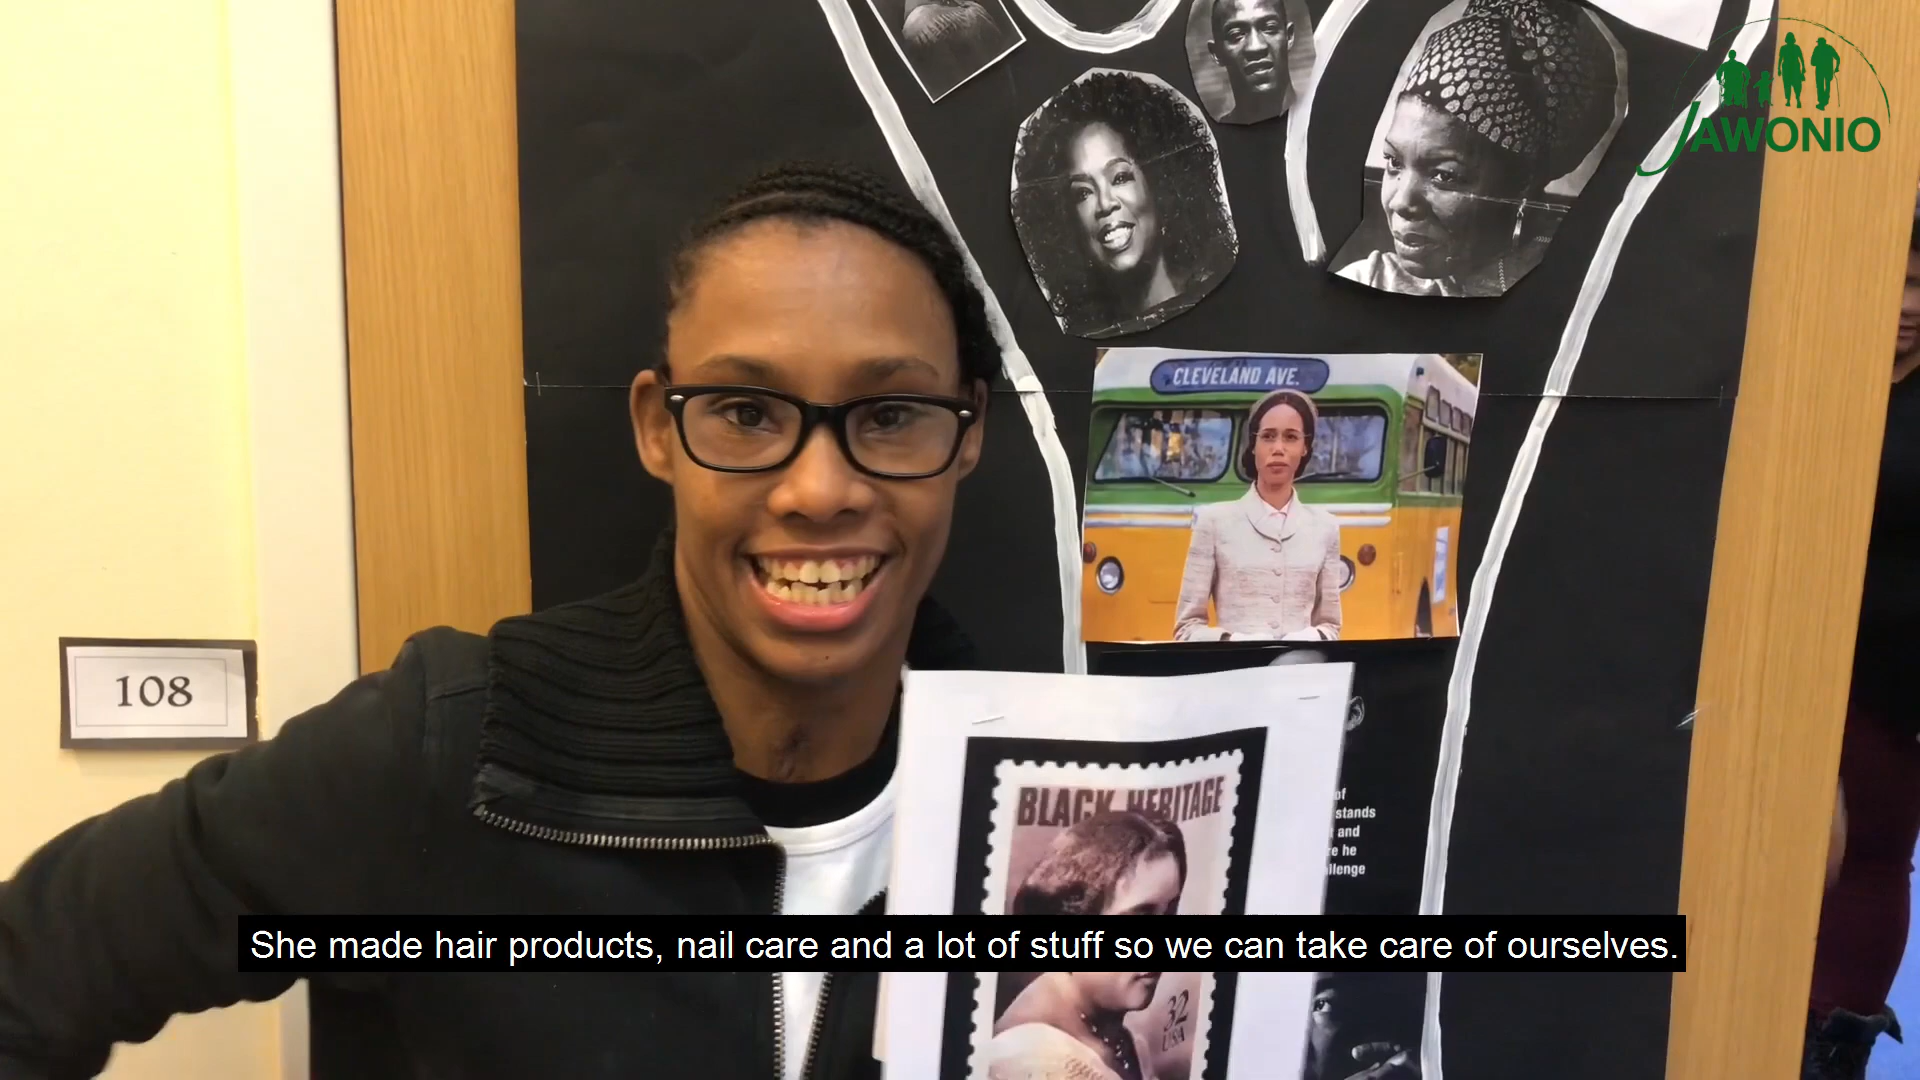 JAWONIO
CLEVELAND AVE.
108
BLACK HERITAGE
of
stands
and
he
32
USA
She made hair products, nail care and a lot of stuff so we can take care of ourselves.